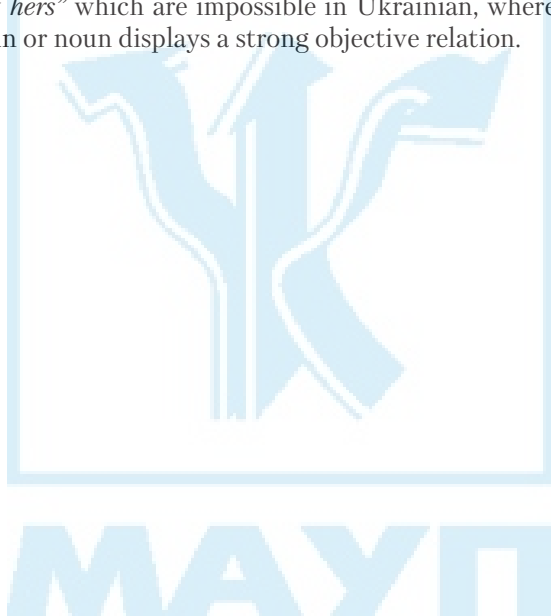 hers” which are impossible in Ukrainian, where
or noun displays a strong objective relation.
МАУП